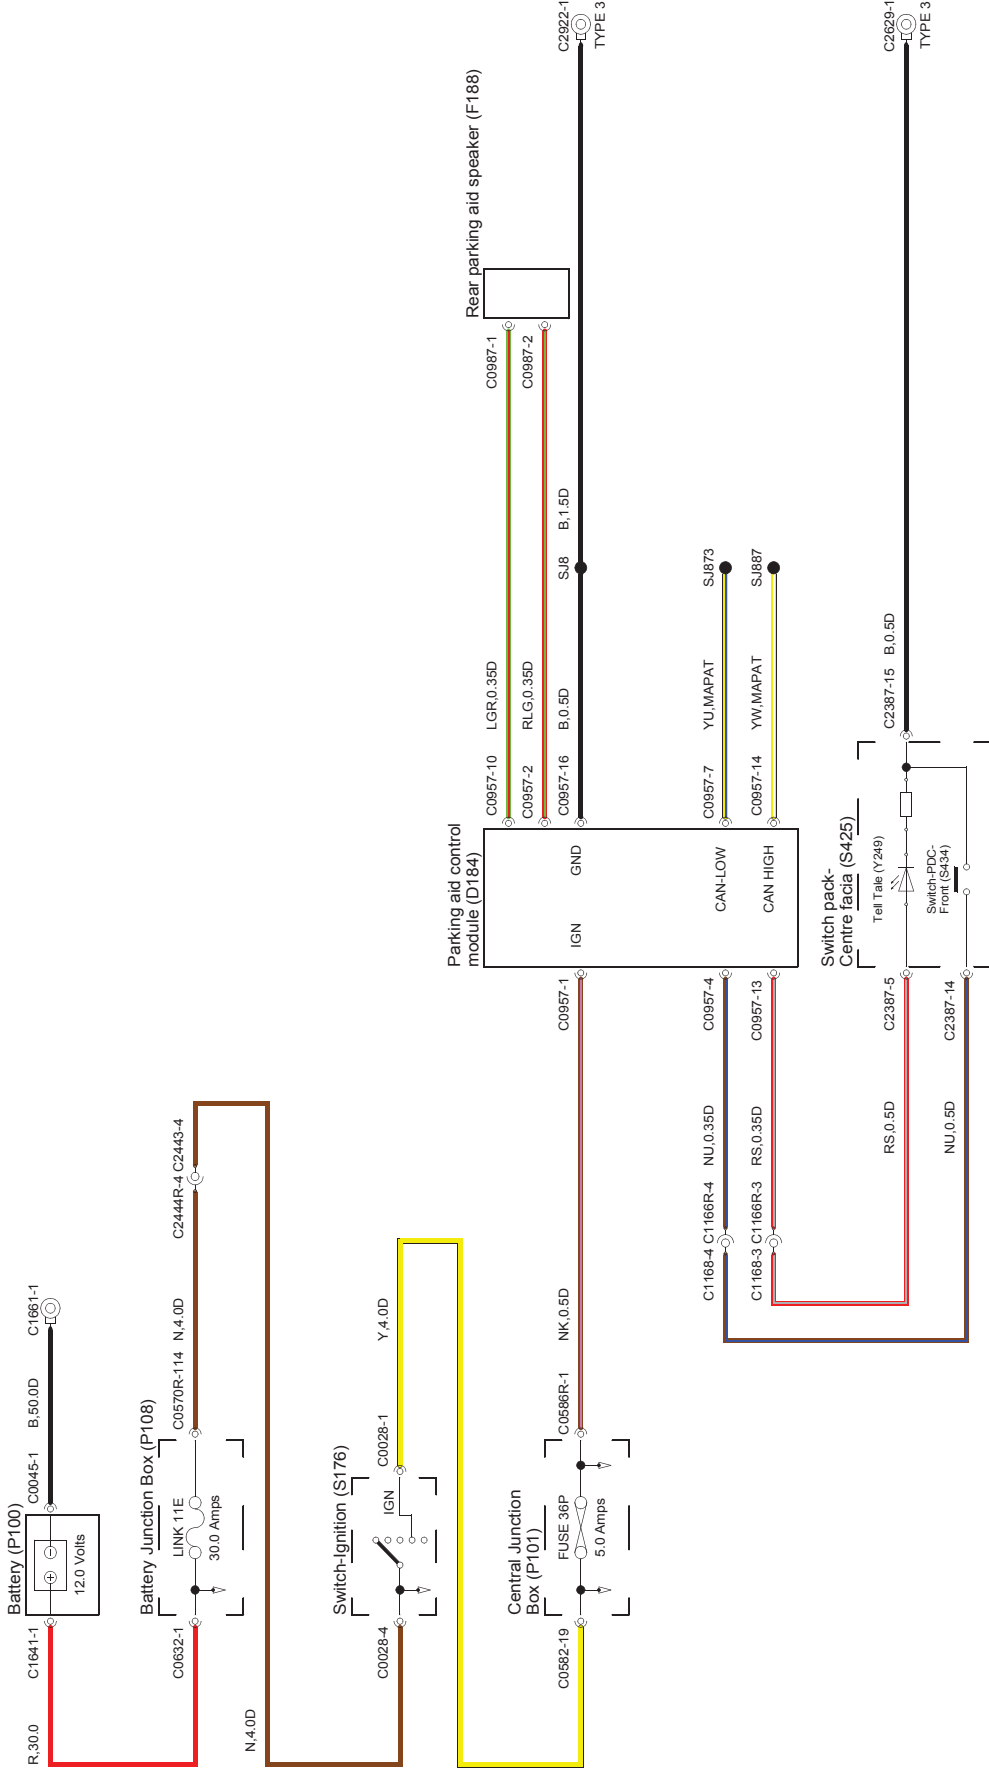 Battery (P100)
12.0 Volts
C1641-1
R,30.0
C0045-1
B,50.0D
C1661-1
Battery Junction Box (P108)
LINK 11E
30.0 Amps
C0632-1
C0570R-114
N,4.0D
C2444R-4
C2443-4
N,4.0D
Switch-Ignition (S176)
IGN
C0028-4
C0028-1
Y,4.0D
Central Junction
Box (P101)
FUSE 36P
5.0 Amps
C0582-19
C0586R-1
NK,0.5D
C0957-1
Parking aid control
module (D184)
IGN
GND
CAN-LOW
CAN HIGH
C0957-10
LGR,0.35D
C0987-1
C0957-2
RLG,0.35D
C0987-2
Rear parking aid speaker (F188)
C0957-16
B,0.5D
SJ8
B,1.5D
C2922-1
TYPE 3
C0957-7
YU,MAPAT
SJ873
C0957-14
YW,MAPAT
SJ887
C1168-4
C1166R-4
NU,0.35D
C0957-4
C1168-3
C1166R-3
RS,0.35D
C0957-13
Switch pack-
Centre facia (S425)
Tell Tale (Y249)
Switch-PDC-
Front (S434)
RS,0.5D
C2387-5
NU,0.5D
C2387-14
C2387-15
B,0.5D
C2629-1
TYPE 3